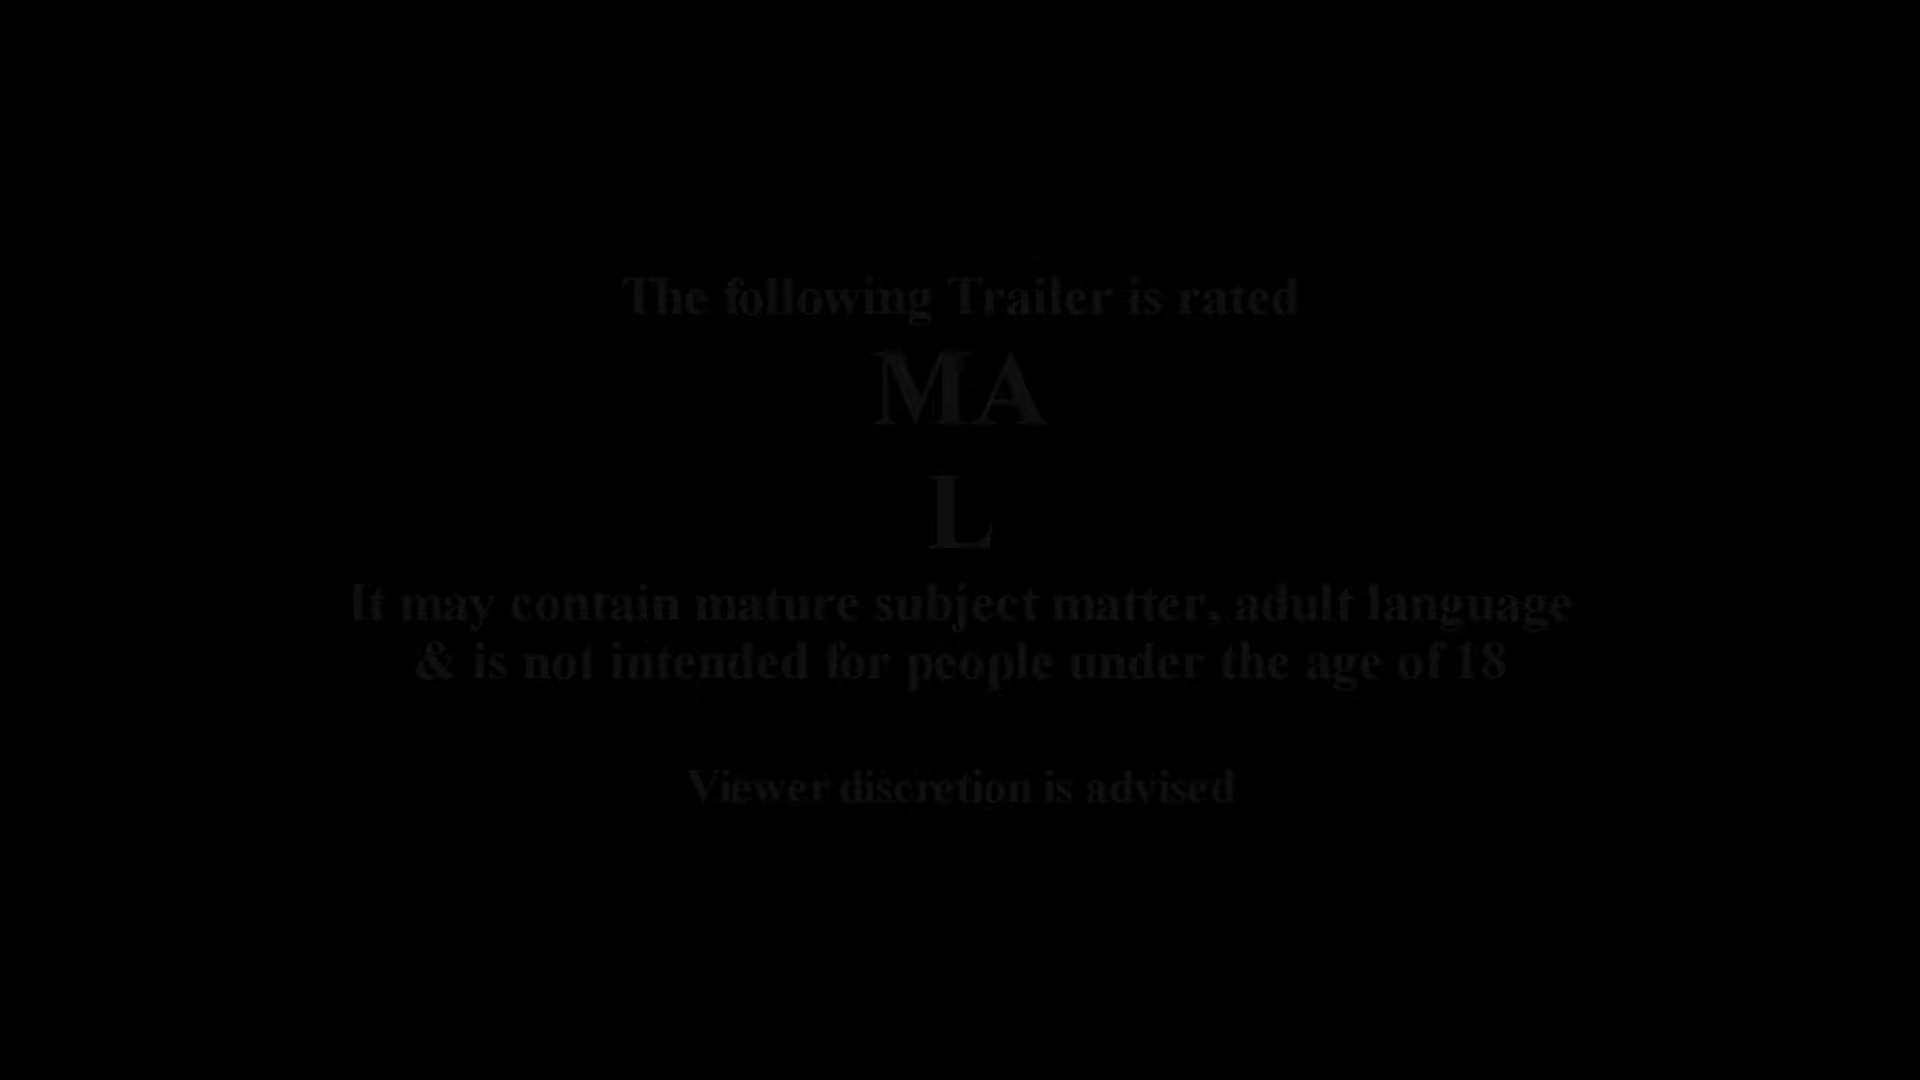 The following Trailer is rated
MA
L
It may contain mature subject matter, adult language
& is not intended for people under the age of 18
Viewer discretion is advised